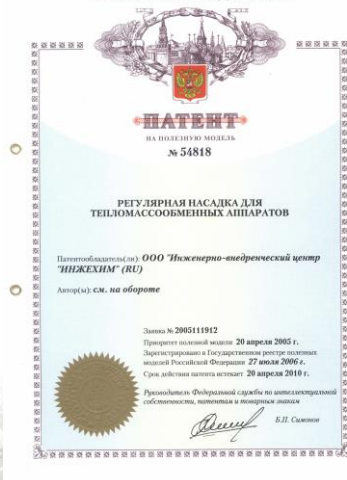 ПАТЕНТ
НА ПОЛЕЗНУЮ МОДЕЛЬ
№ 54818
РЕГУЛЯРНАЯ НАСАДКА ДЛЯ
ТЕПЛОМАССООБМЕННЫХ АППАРАТОВ
Патентообладатель(ли): ООО "Инженерно-внедренческий центр
"ИНЖЕХИМ" (RU)
Автор(ы): см. на обороте
Заявка № 2005111912
Приоритет полезной модели 20 апреля 2005 г.
Зарегистрировано в Государственном реестре полезных
моделей Российской Федерации 27 июля 2006 г.
Срок действия патента истекает 20 апреля 2010 г.
Руководитель Федеральной службы по интеллектуальной
собственности, патентам и товарным знакам
Б.П. Симонов